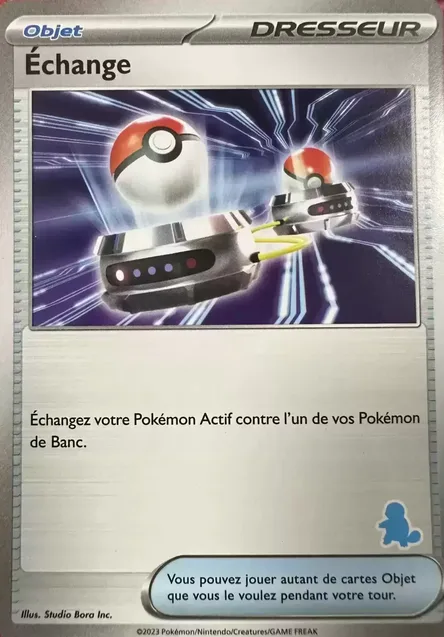 Objet
DRESSEUR
Échange
Échangez votre Pokémon Actif contre l'un de vos Pokémon
de Banc.
Vous pouvez jouer autant de cartes Objet
que vous le voulez pendant votre tour.
Illus. Studio Bora Inc.
©2023 Pokémon/Nintendo/Creatures/GAME FREAK